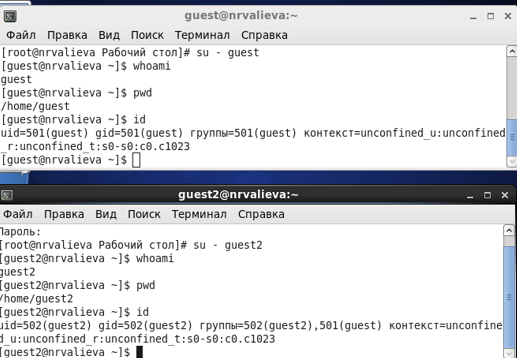 guest@nrvalieva:~
Файл Правка Вид Поиск Терминал Справка
[root@nrvalieva Рабочий стол]# su - guest
[guest@nrvalieva ~]$ whoami
guest
[guest@nrvalieva ~]$ pwd
/home/guest
[guest@nrvalieva ~]$ id
uid=501(guest) gid=501(guest) группы=501(guest) контекст=unconfined_u:unconfined
_r:unconfined_t:s0-s0:c0.c1023
[guest@nrvalieva ~]$
guest2@nrvalieva:~
Файл Правка Вид Поиск Терминал Справка
Пароль:
[root@nrvalieva Рабочий стол]# su - guest2
[guest2@nrvalieva ~]$ whoami
guest2
[guest2@nrvalieva ~]$ pwd
/home/guest2
[guest2@nrvalieva ~]$ id
uid=502(guest2) gid=502(guest2) группы=502(guest2),501(guest) контекст=unconfine
d_u:unconfined_r:unconfined_t:s0-s0:c0.c1023
[guest2@nrvalieva ~]$